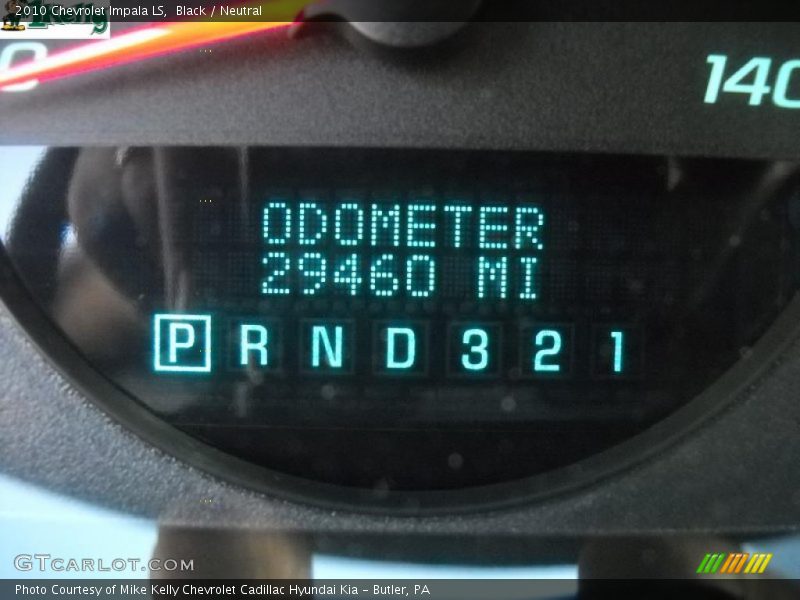 2010 Chevrolet Impala LS, Black / Neutral
0
140
ODOMETER
29460 MI
P R N D 3 2 1
GTCARLOT.COM
Photo Courtesy of Mike Kelly Chevrolet Cadillac Hyundai Kia – Butler, PA